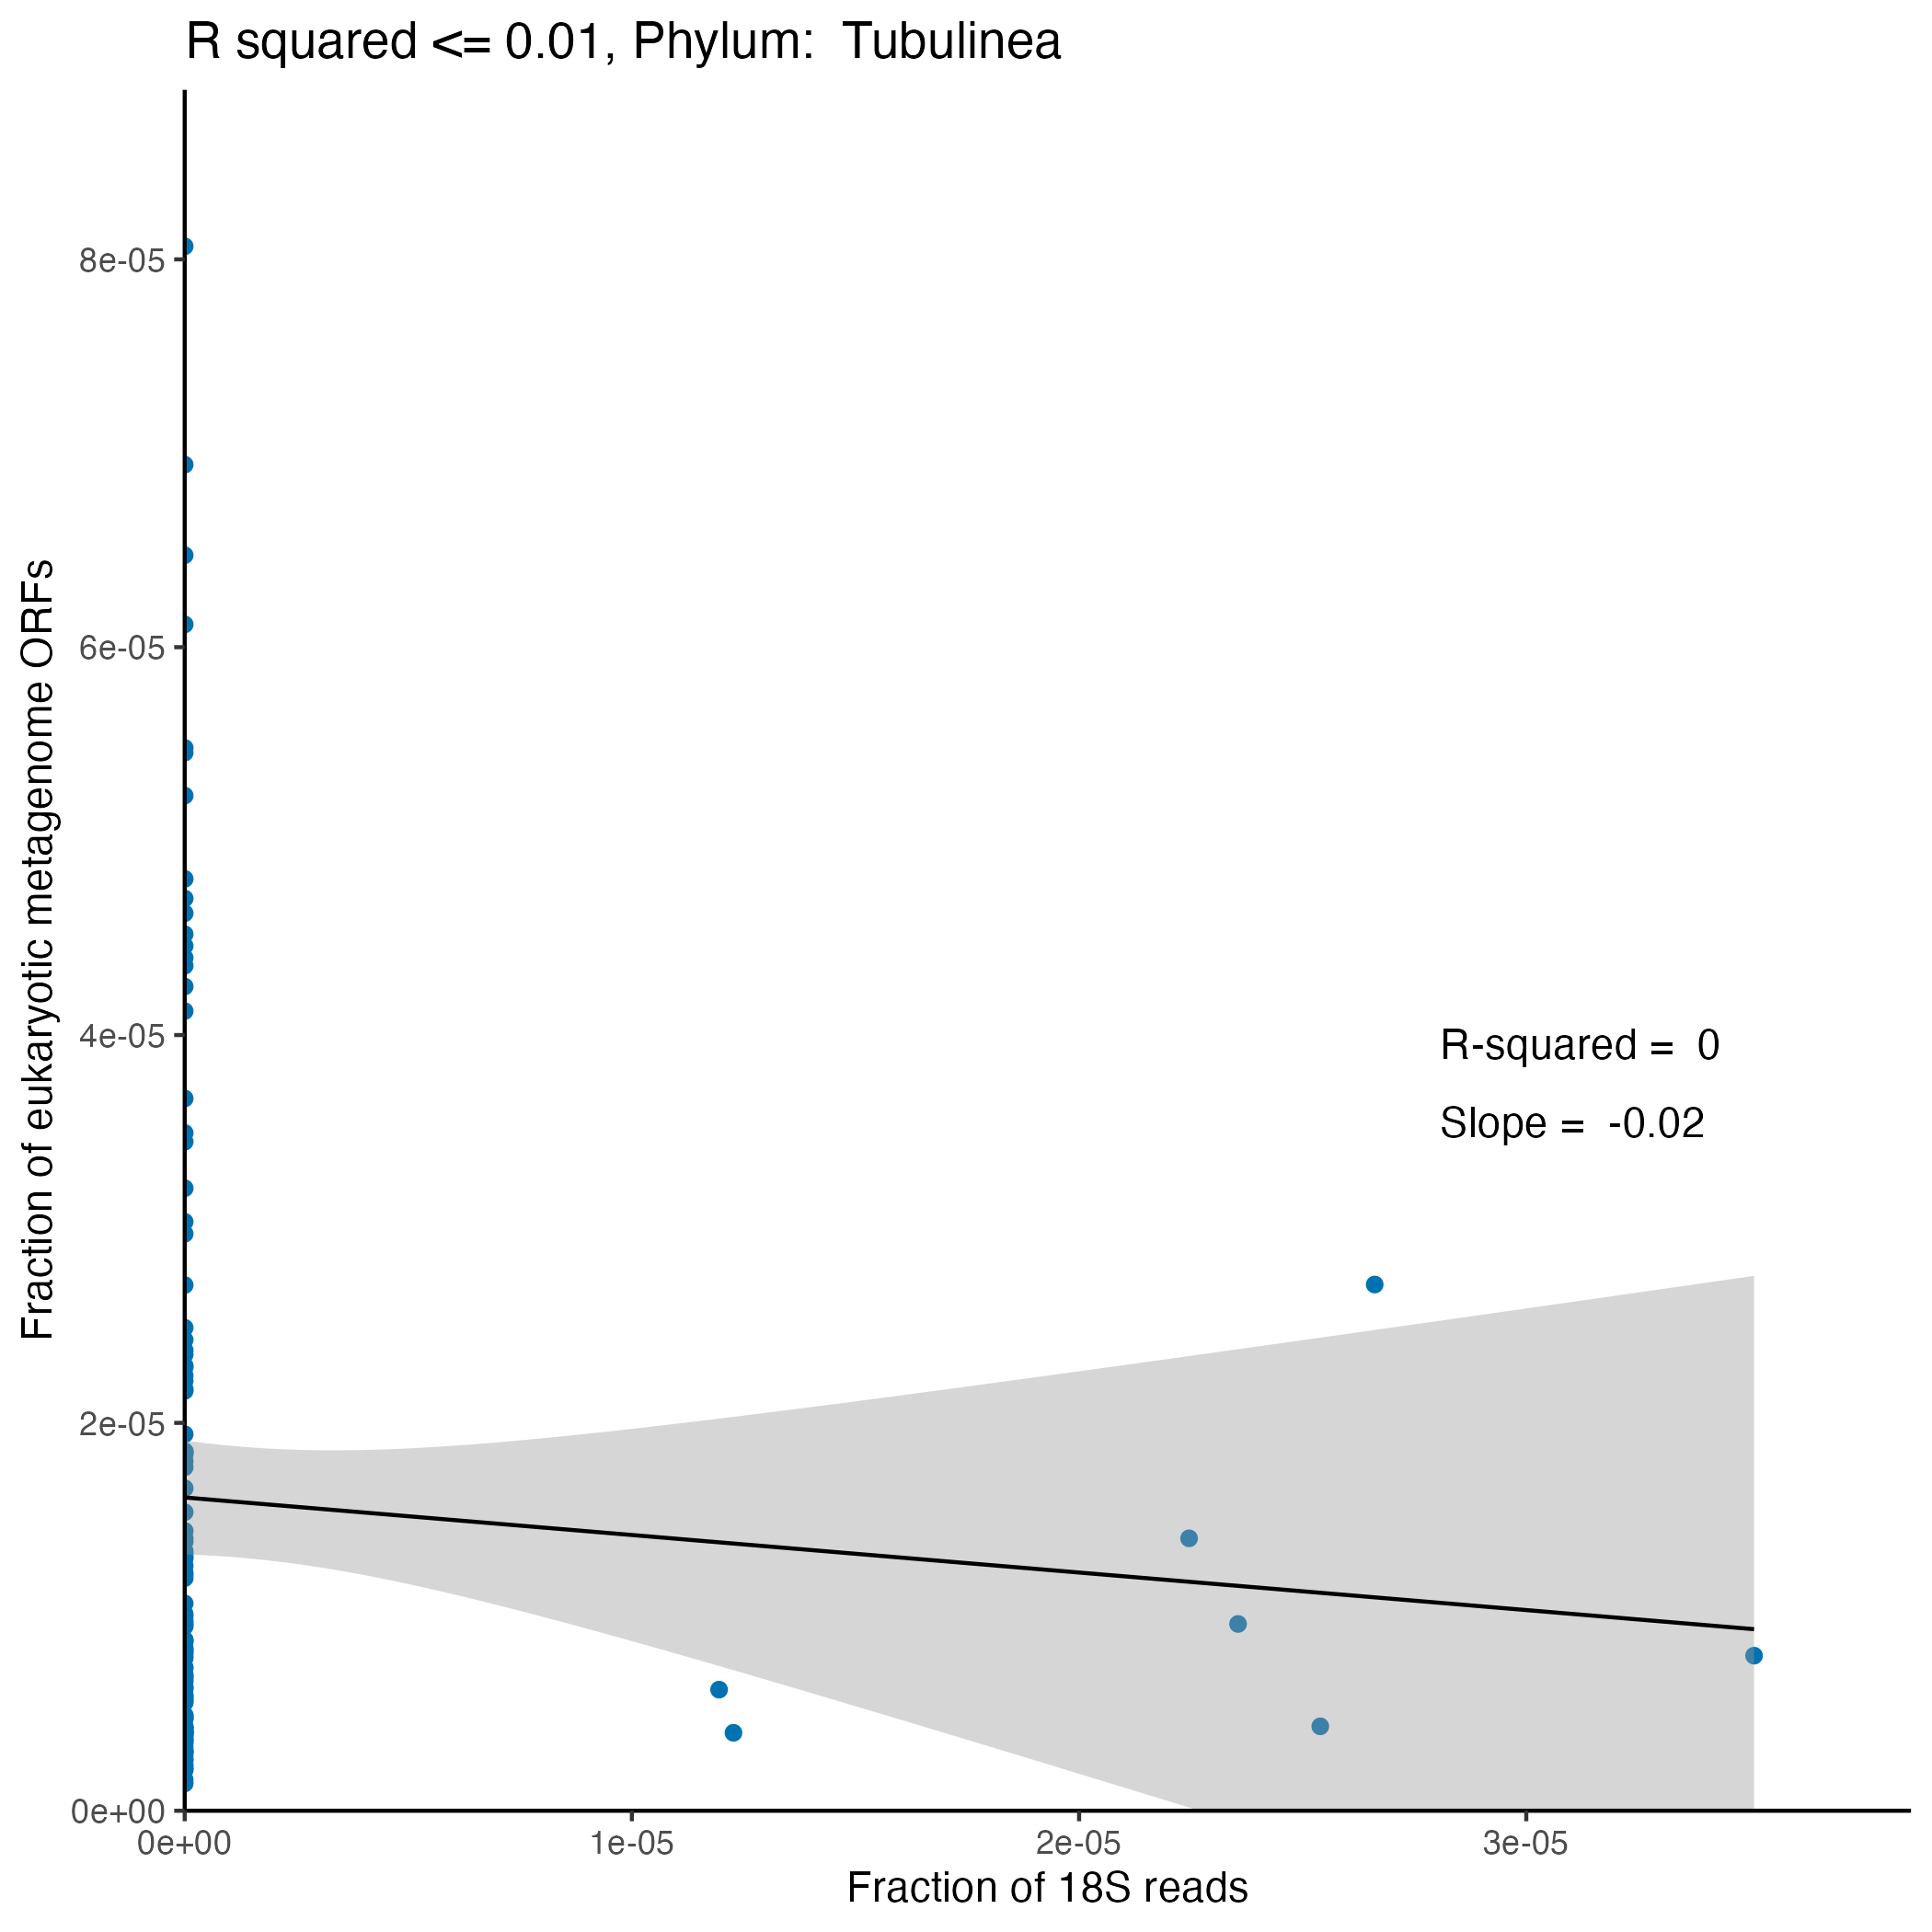 R squared <= 0.01, Phylum:  Tubulinea
Fraction of eukaryotic metagenome ORFs
8e-05
6e-05
4e-05
2e-05
0e+00
R-squared =  0
Slope =  -0.02
0e+00
1e-05
2e-05
3e-05
Fraction of 18S reads